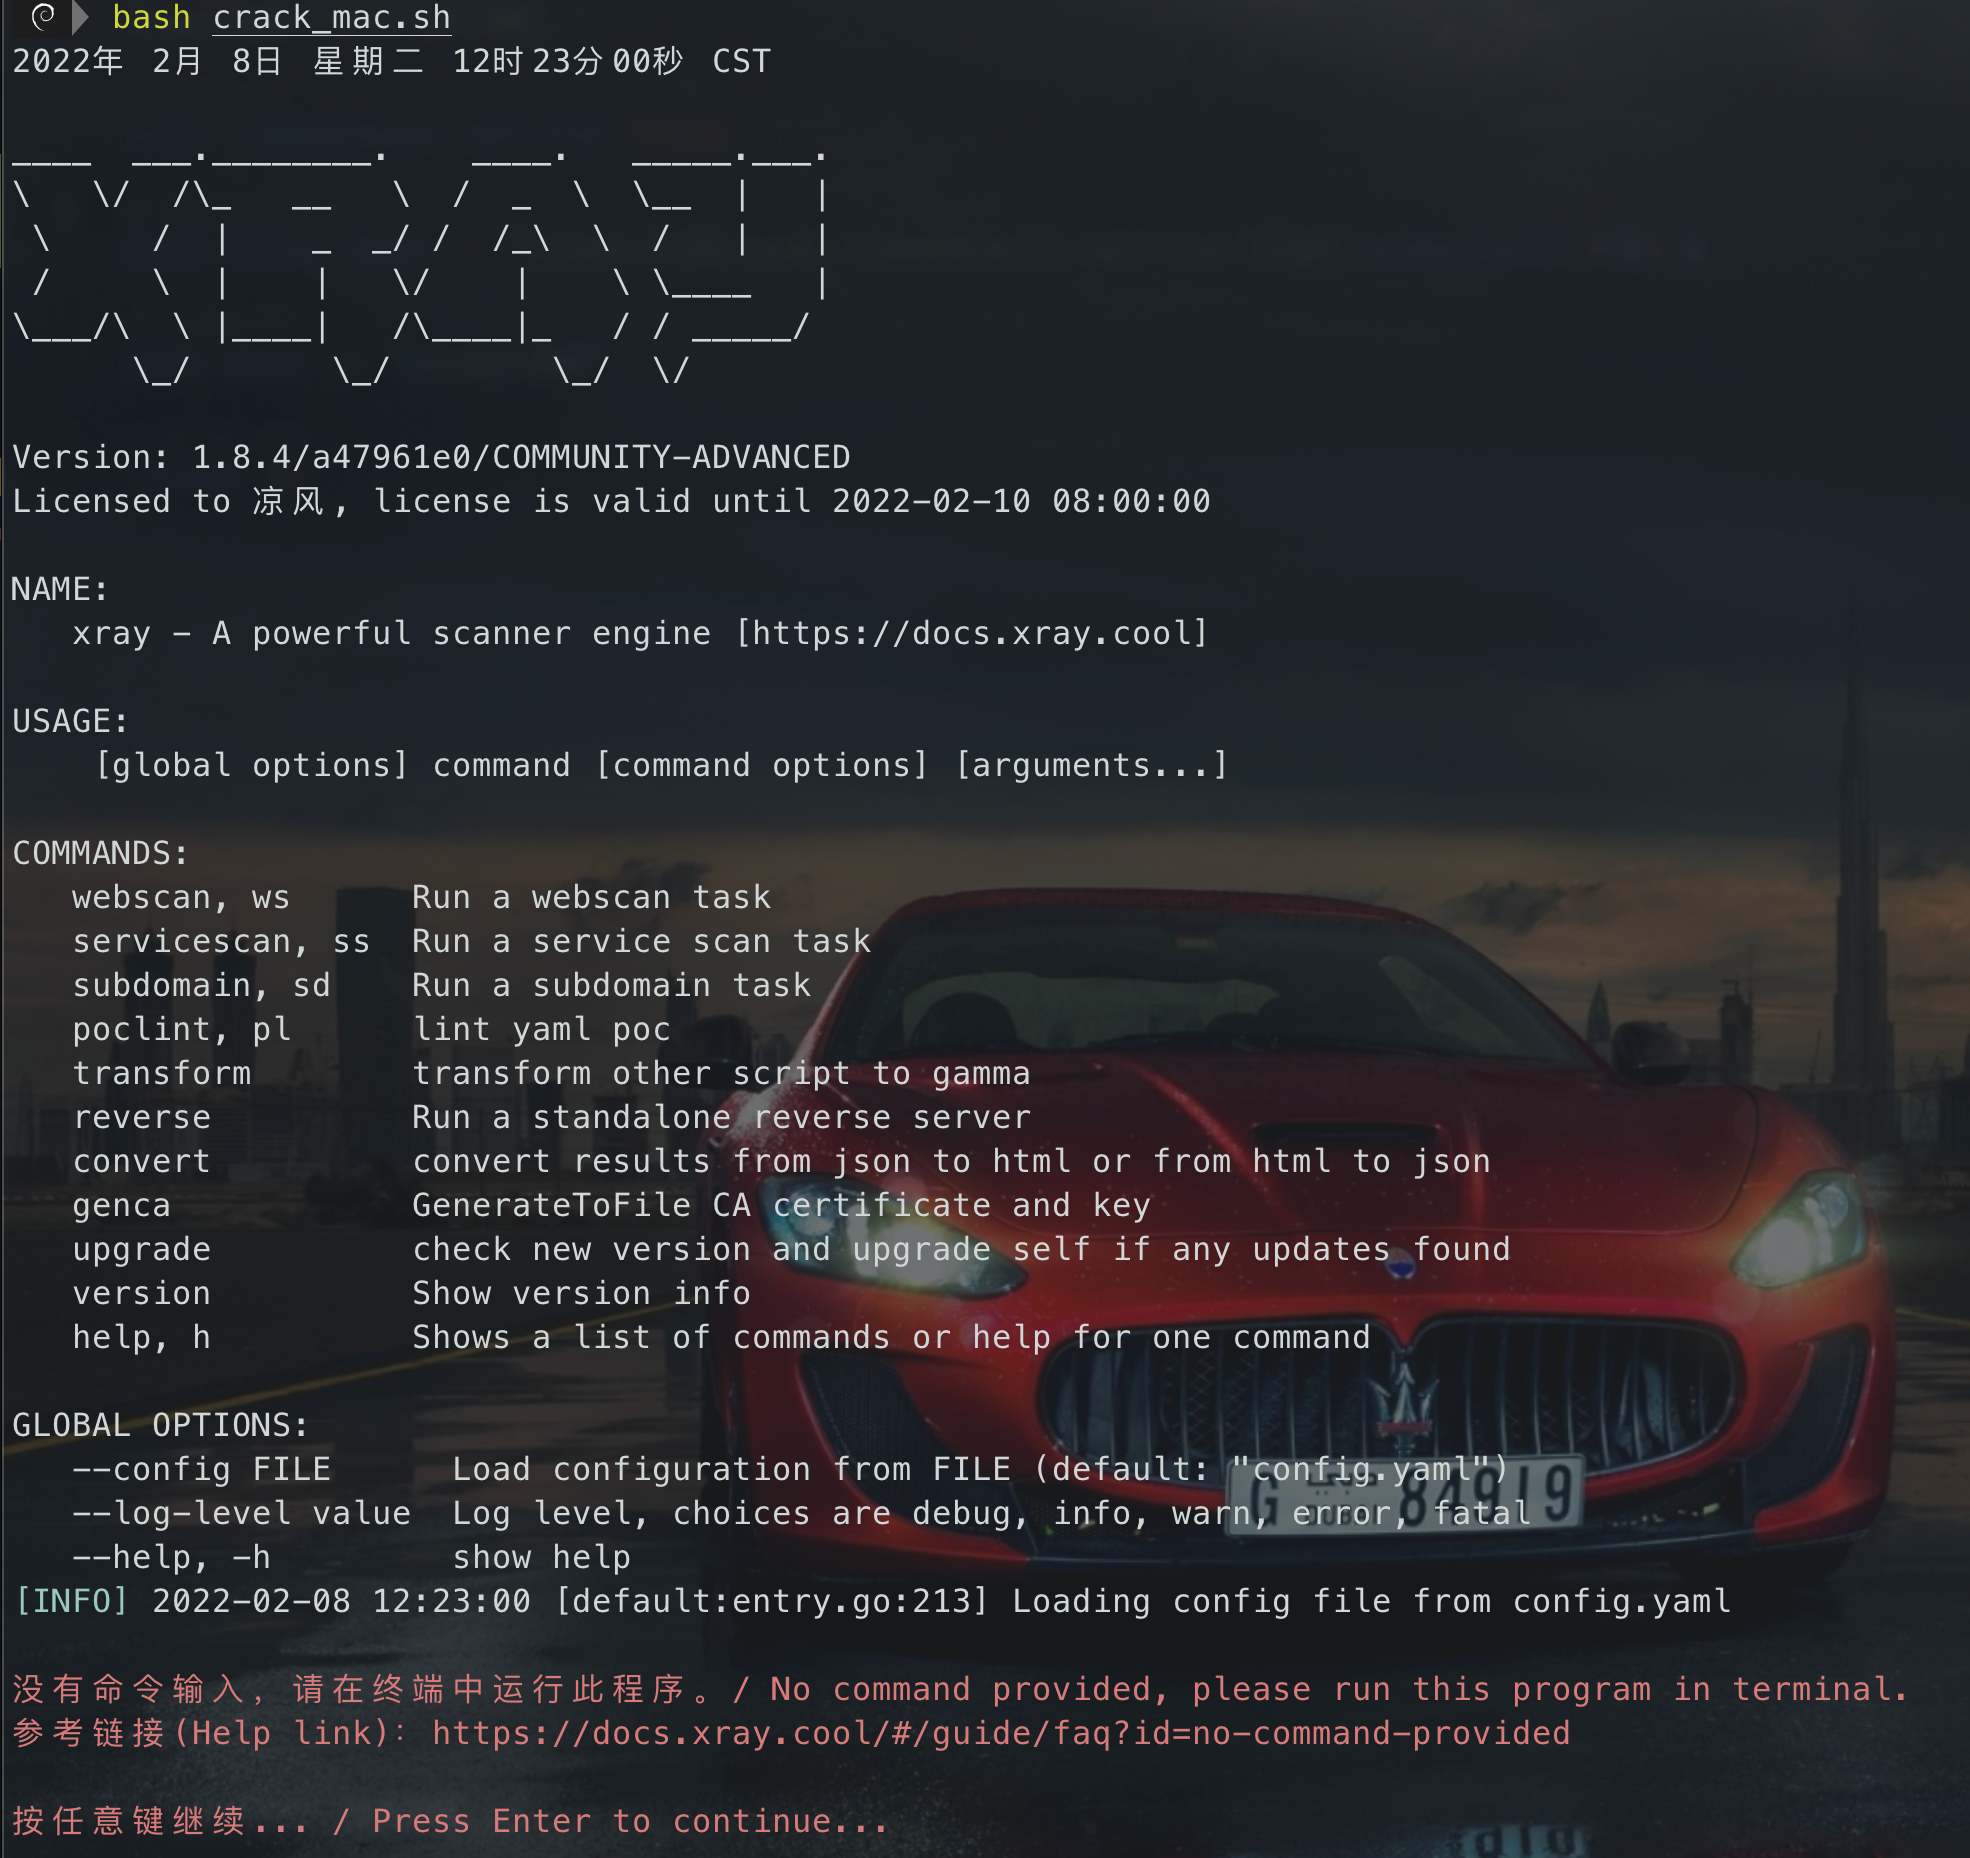 bash crack_mac.sh
2022年 2月 8日 星期二 12时23分00秒 CST
____  ___.________.    ____.   _____.___.
\   \/  /\_   __   \  /  _  \  \__  |   |
 \     /  |    _  _/ /  /_\  \  /   |   |
 /     \  |    |   \/    |    \ \____   |
\___/\  \ |____|   /\____|_   / / _____/
      \_/       \_/        \_/  \/
Version: 1.8.4/a47961e0/COMMUNITY-ADVANCED
Licensed to 凉风, license is valid until 2022-02-10 08:00:00
NAME:
xray - A powerful scanner engine [https://docs.xray.cool]
USAGE:
[global options] command [command options] [arguments...]
COMMANDS:
webscan, ws      Run a webscan task
servicescan, ss  Run a service scan task
subdomain, sd    Run a subdomain task
poclint, pl      lint yaml poc
transform        transform other script to gamma
reverse          Run a standalone reverse server
convert          convert results from json to html or from html to json
genca            GenerateToFile CA certificate and key
upgrade          check new version and upgrade self if any updates found
version          Show version info
help, h          Shows a list of commands or help for one command
GLOBAL OPTIONS:
--config FILE      Load configuration from FILE (default: "config.yaml")
--log-level value  Log level, choices are debug, info, warn, error, fatal
--help, -h         show help
[INFO] 2022-02-08 12:23:00 [default:entry.go:213] Loading config file from config.yaml
没有命令输入, 请在终端中运行此程序。/ No command provided, please run this program in terminal.
参考链接(Help link): https://docs.xray.cool/#/guide/faq?id=no-command-provided
按任意键继续... / Press Enter to continue...
G 84919